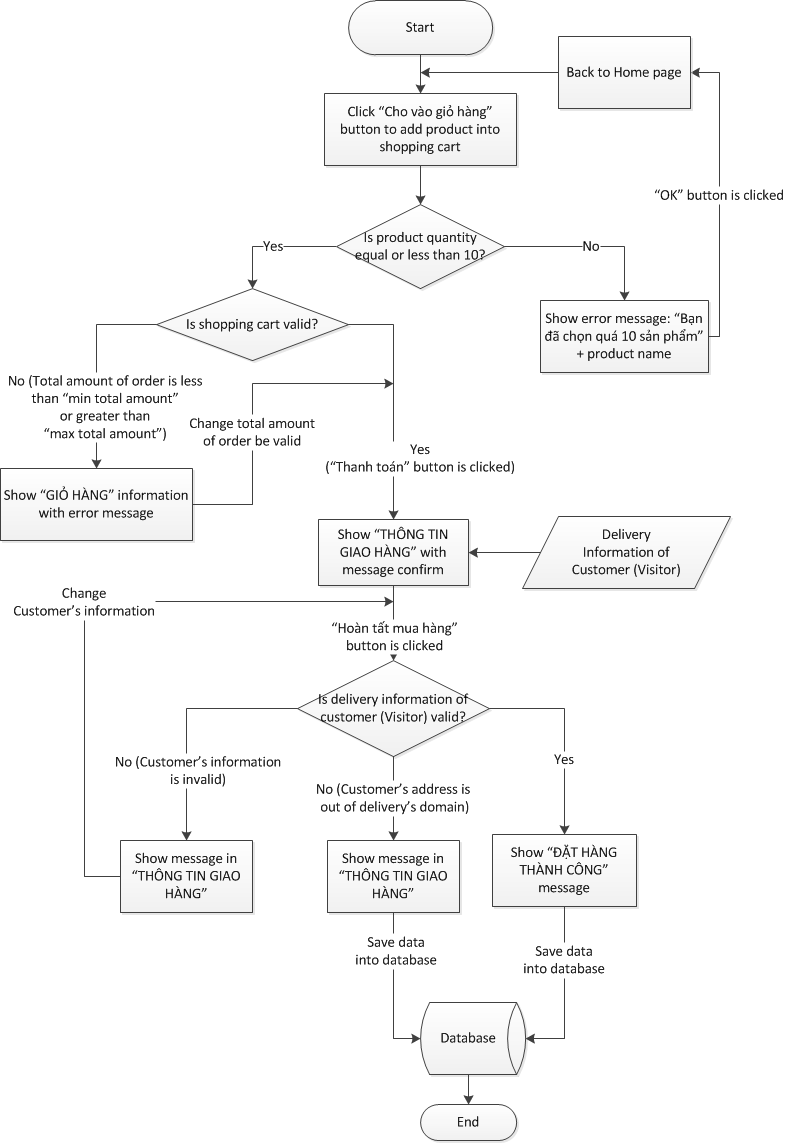 Start
Back to Home page
Click “Cho vào giỏ hàng”
button to add product into
shopping cart
“OK” button is clicked
Is product quantity
equal or less than 10?
Yes
No
Is shopping cart valid?
Show error message: “Bạn
đã chọn quá 10 sản phẩm”
+ product name
No (Total amount of order is less
than “min total amount”
or greater than
“max total amount”)
Change total amount
of order be valid
Yes
(“Thanh toán” button is clicked)
Show “GIỎ HÀNG” information
with error message
Show “THÔNG TIN
GIAO HÀNG” with
message confirm
Delivery
Information of
Customer (Visitor)
Change
Customer’s information
“Hoàn tất mua hàng”
button is clicked
Is delivery information of
customer (Visitor) valid?
No (Customer’s information
is invalid)
No (Customer’s address is
out of delivery’s domain)
Yes
Show message in
“THÔNG TIN GIAO
HÀNG”
Show message in
“THÔNG TIN GIAO
HÀNG”
Show “ĐẶT HÀNG
THÀNH CÔNG”
message
Save data
into database
Save data
into database
Database
End